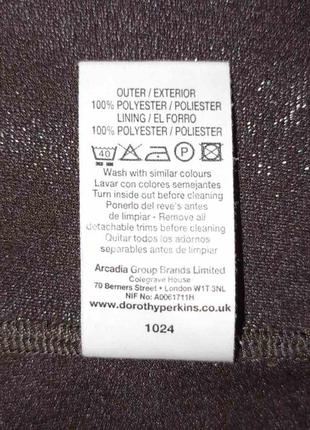 OUTER / EXTERIOR
100% POLYESTER / POLIESTER
LINING / EL FORRO
100% POLYESTER / POLIESTER
40 P
Wash with similar colours
Lavar con colores semejantes
Turn inside out before cleaning
Ponerlo del reve's antes
de limpiar - Remove all
detachable trims before cleaning
Quitar todos los adornos
separables antes de limpiar
Arcadia Group Brands Limited
Colegrave House
70 Berners Street • London W1T 3NL
NIF No: A0061711H
www.dorothyperkins.co.uk
1024